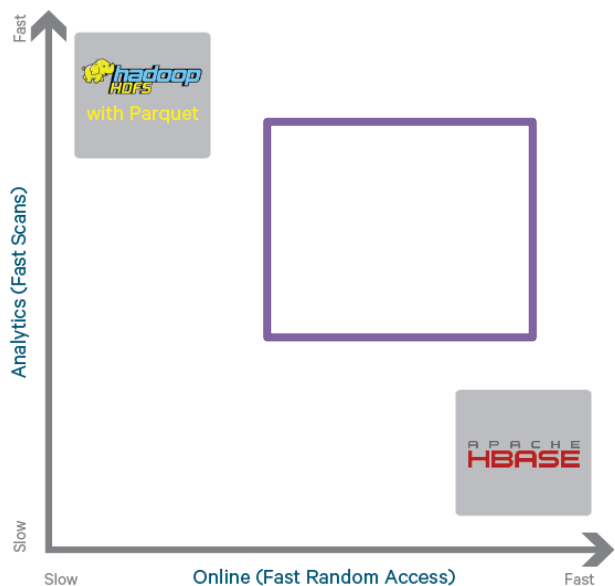 Fast
hadoop
HDFS
with Parquet
Analytics (Fast Scans)
APACHE
HBASE
Slow
Slow
Online (Fast Random Access)
Fast